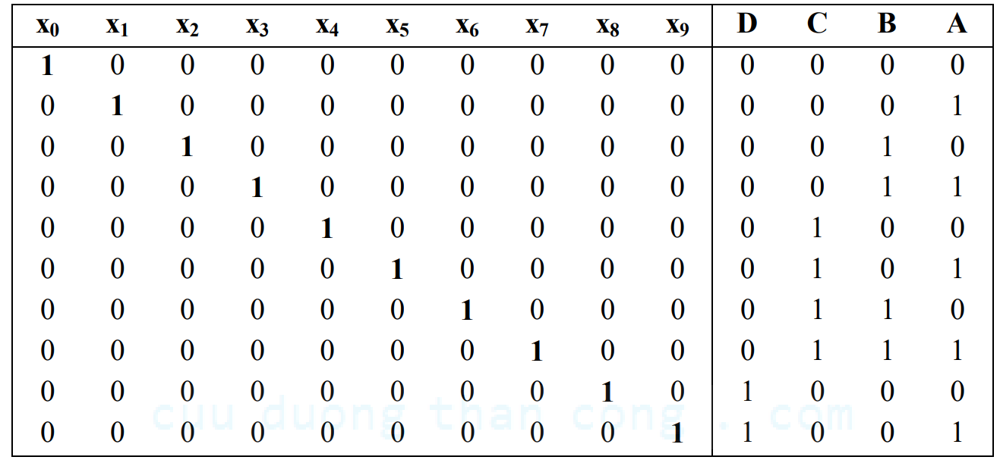 x₀ x₁ x₂ x₃ x₄ x₅ x₆ x₇ x₈ x₉ D C B A
1 0 0 0 0 0 0 0 0 0 0 0 0 0
0 1 0 0 0 0 0 0 0 0 0 0 0 1
0 0 1 0 0 0 0 0 0 0 0 0 1 0
0 0 0 1 0 0 0 0 0 0 0 0 1 1
0 0 0 0 1 0 0 0 0 0 0 1 0 0
0 0 0 0 0 1 0 0 0 0 0 1 0 1
0 0 0 0 0 0 1 0 0 0 0 1 1 0
0 0 0 0 0 0 0 1 0 0 0 1 1 1
0 0 0 0 0 0 0 0 1 0 1 0 0 0
cuu duong than cong . com
0 0 0 0 0 0 0 0 0 1 1 0 0 1